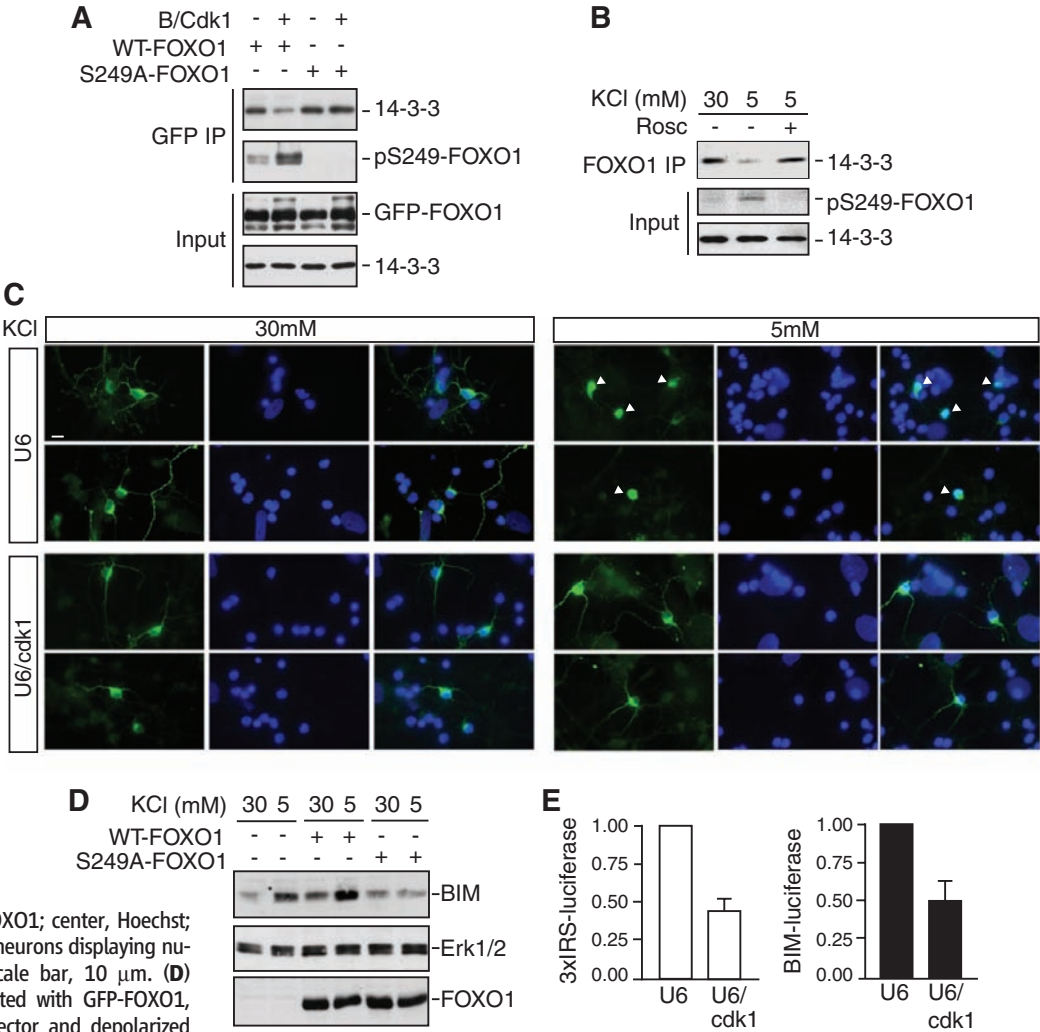 A
B/Cdk1 - + - +
WT-FOXO1 + + - -
S249A-FOXO1 - - + +
GFP IP
-14-3-3
-pS249-FOXO1
Input
-GFP-FOXO1
-14-3-3
B
KCl (mM) 30 5 5
Rosc - - +
FOXO1 IP
-14-3-3
Input
-pS249-FOXO1
-14-3-3
C
KCl
30mM
5mM
U6
U6/cdk1
D
KCl (mM) 30 5 30 5 30 5
WT-FOXO1 - - + + - -
S249A-FOXO1 - - - - + +
-BIM
-Erk1/2
-FOXO1
OXO1; center, Hoechst;
neurons displaying nu-
cale bar, 10 μm. (D)
ted with GFP-FOXO1,
ector and depolarized
E
3xIRS-luciferase
1.00
0.75
0.50
0.25
0.00
U6
U6/
cdk1
BIM-luciferase
1.00
0.75
0.50
0.25
0.00
U6
U6/
cdk1